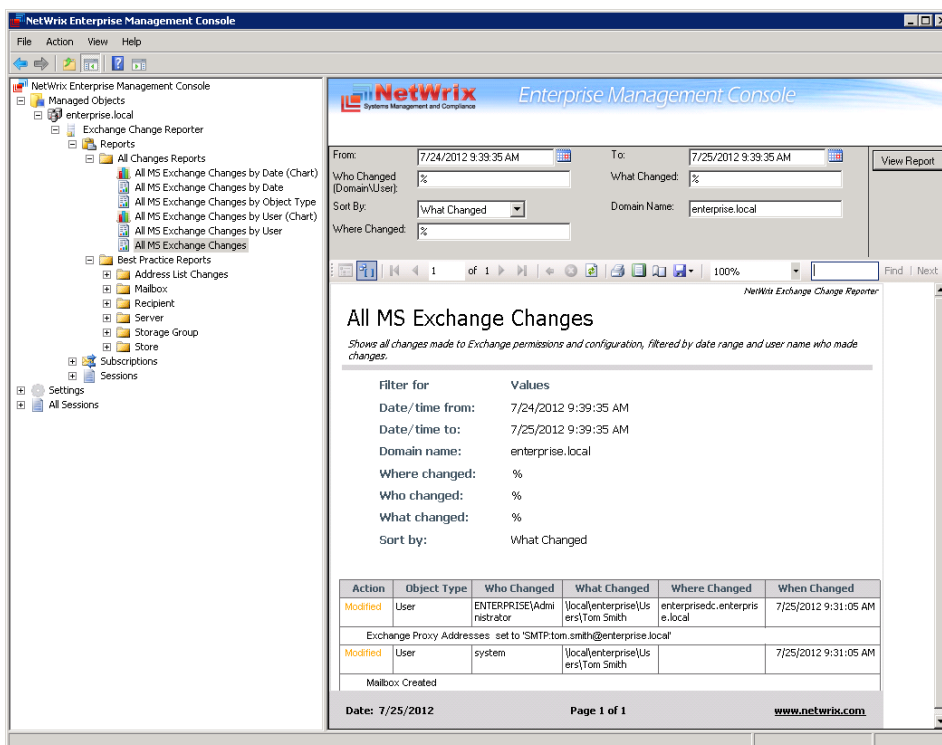 NetWrix Enterprise Management Console
File Action View Help
NetWrix Enterprise Management Console
Managed Objects
enterprise.local
Exchange Change Reporter
Reports
All Changes Reports
All MS Exchange Changes by Date (Chart)
All MS Exchange Changes by Date
All MS Exchange Changes by Object Type
All MS Exchange Changes by User (Chart)
All MS Exchange Changes by User
All MS Exchange Changes
Best Practice Reports
Address List Changes
Mailbox
Recipient
Server
Storage Group
Store
Subscriptions
Sessions
Settings
All Sessions
NetWrix
Systems Management and Compliance
Enterprise Management Console
From: 7/24/2012 9:39:35 AM To: 7/25/2012 9:39:35 AM View Report
Who Changed (Domain\User): % What Changed: %
Sort By: What Changed Domain Name: enterprise.local
Where Changed: %
1 of 1 100% Find | Next
NetWrix Exchange Change Reporter
All MS Exchange Changes
Shows all changes made to Exchange permissions and configuration, filtered by date range and user name who made
changes.
Filter for Values
Date/time from: 7/24/2012 9:39:35 AM
Date/time to: 7/25/2012 9:39:35 AM
Domain name: enterprise.local
Where changed: %
Who changed: %
What changed: %
Sort by: What Changed
Action Object Type Who Changed What Changed Where Changed When Changed
Modified User ENTERPRISE\Admi \local\enterprise\Us enterprisedc.enterpris 7/25/2012 9:31:05 AM
nistrator ers\Tom Smith e.local
Exchange Proxy Addresses set to 'SMTP:tom.smith@enterprise.local'
Modified User system \local\enterprise\Us 7/25/2012 9:31:05 AM
ers\Tom Smith
Mailbox Created
Date: 7/25/2012 Page 1 of 1 www.netwrix.com